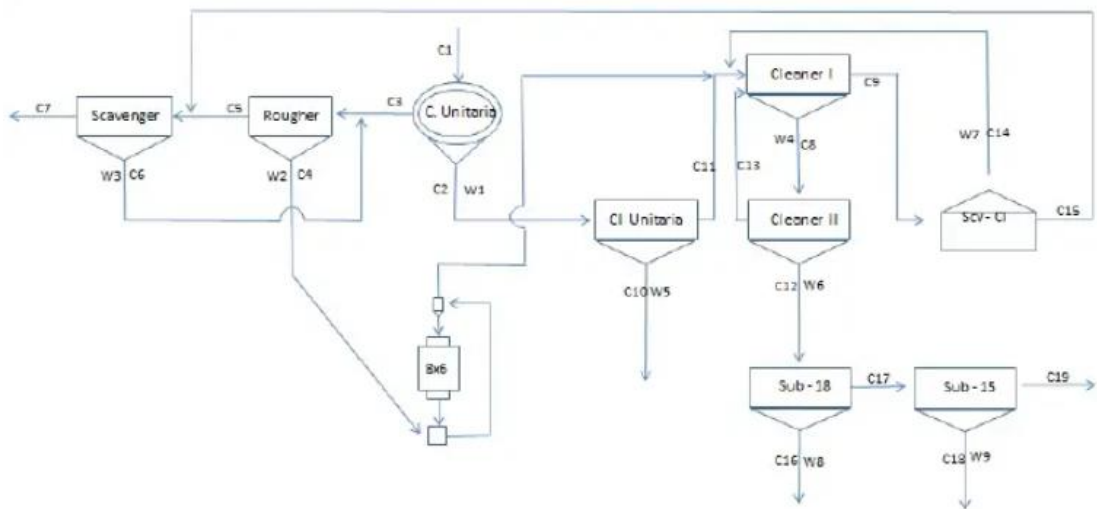 C1
C7
Scavenger
C5
Rougher
C3
C. Unitaria
Cleaner I
C9
W3
C6
W2
C4
C2
W1
C11
C13
W4
C8
W7
C14
Cl Unitaria
Cleaner II
Scv - Cl
C15
C10
W5
C12
W6
8x6
Sub - 18
C17
Sub - 15
C19
C16
W8
C18
W9